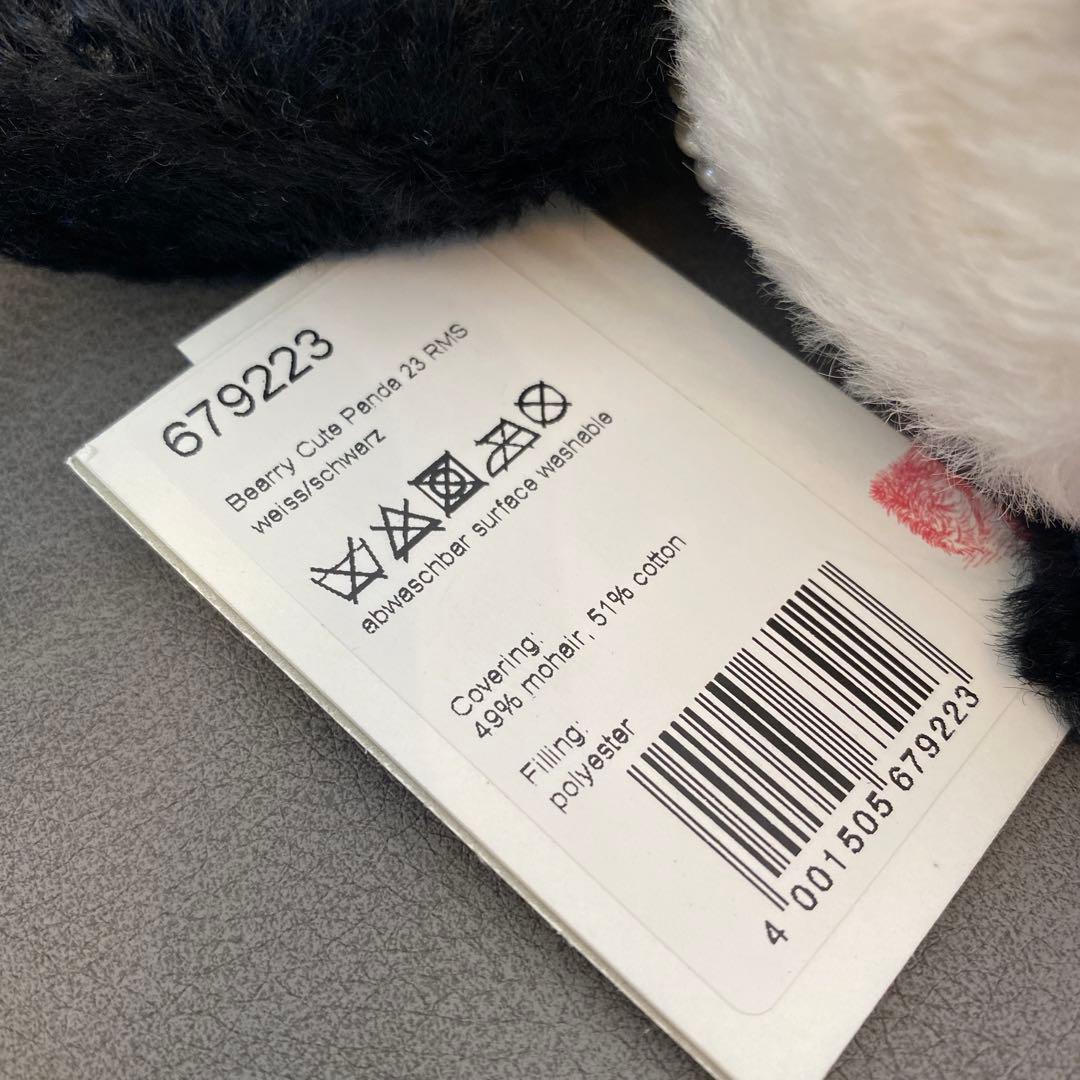 679223
Bearry Cute Panda 23 RMS
weiss/schwarz
abwaschbar surface washable
Covering:
49% mohair, 51% cotton
Filling:
polyester
4 001505 679223